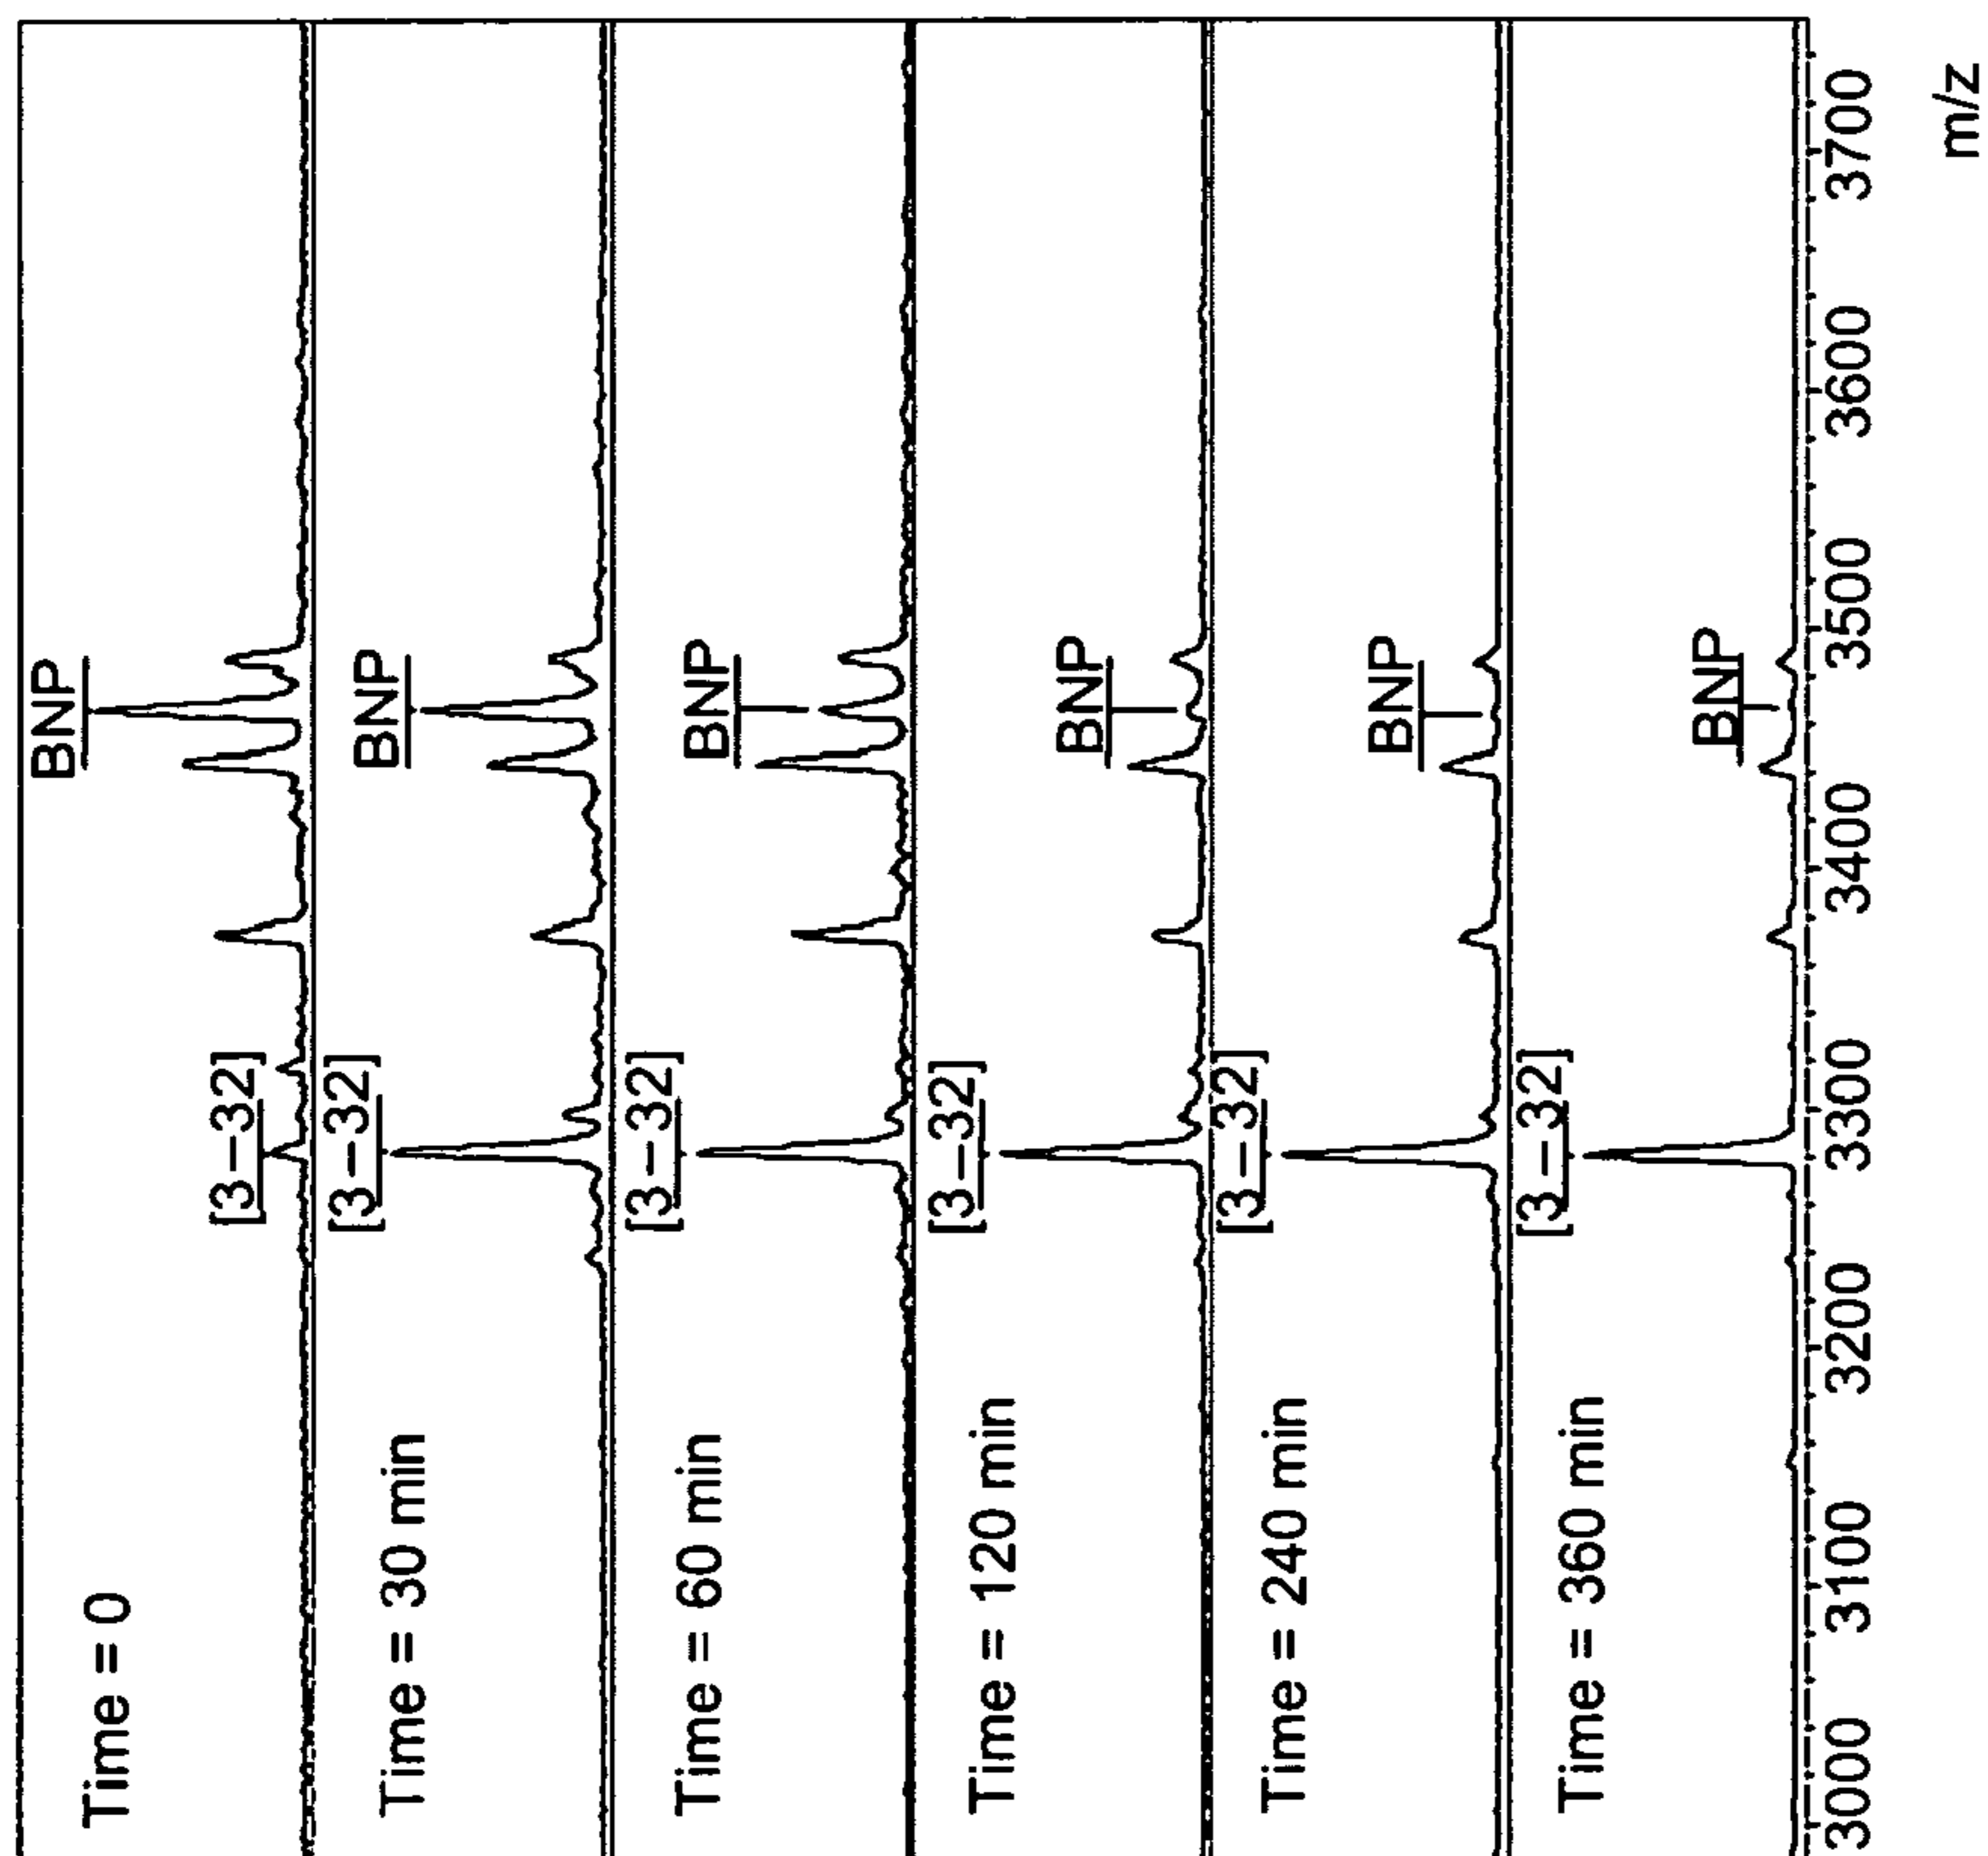 Time = 0
[3–32]
BNP
Time = 30 min
[3–32]
BNP
Time = 60 min
[3–32]
BNP
Time = 120 min
[3–32]
BNP
Time = 240 min
[3–32]
BNP
Time = 360 min
[3–32]
BNP
3000 3100 3200 3300 3400 3500 3600 3700
m/z